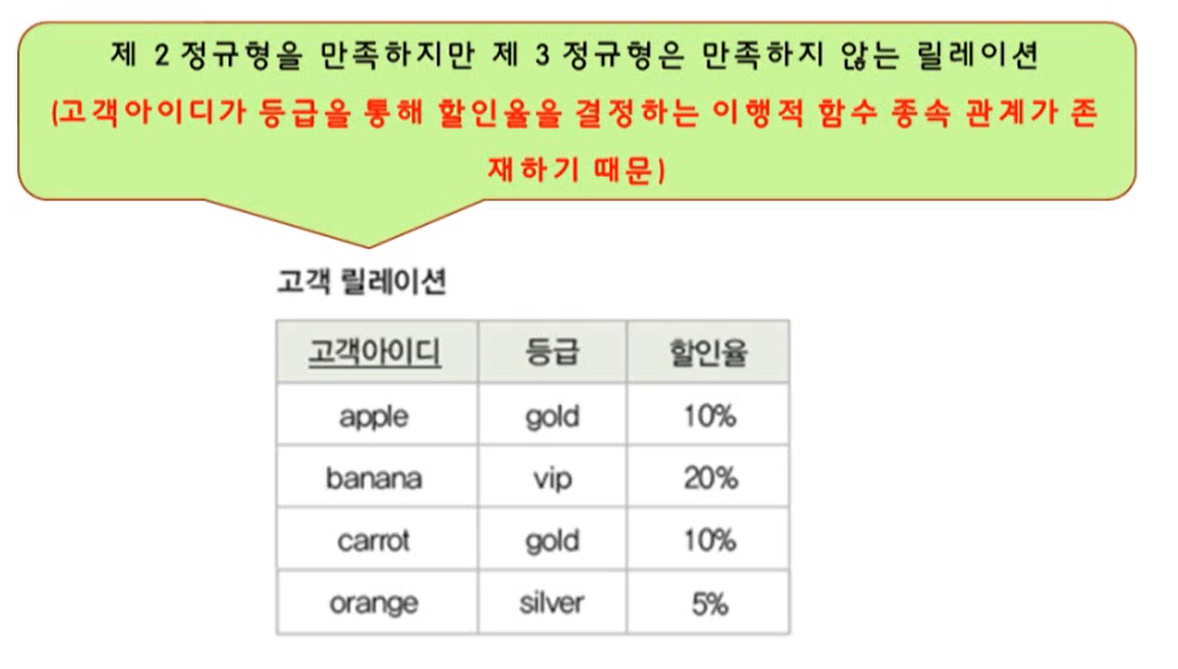 제 2 정규형을 만족하지만 제 3 정규형은 만족하지 않는 릴레이션
(고객아이디가 등급을 통해 할인율을 결정하는 이행적 함수 종속 관계가 존
재하기 때문)
고객 릴레이션
고객아이디 등급 할인율
apple gold 10%
banana vip 20%
carrot gold 10%
orange silver 5%